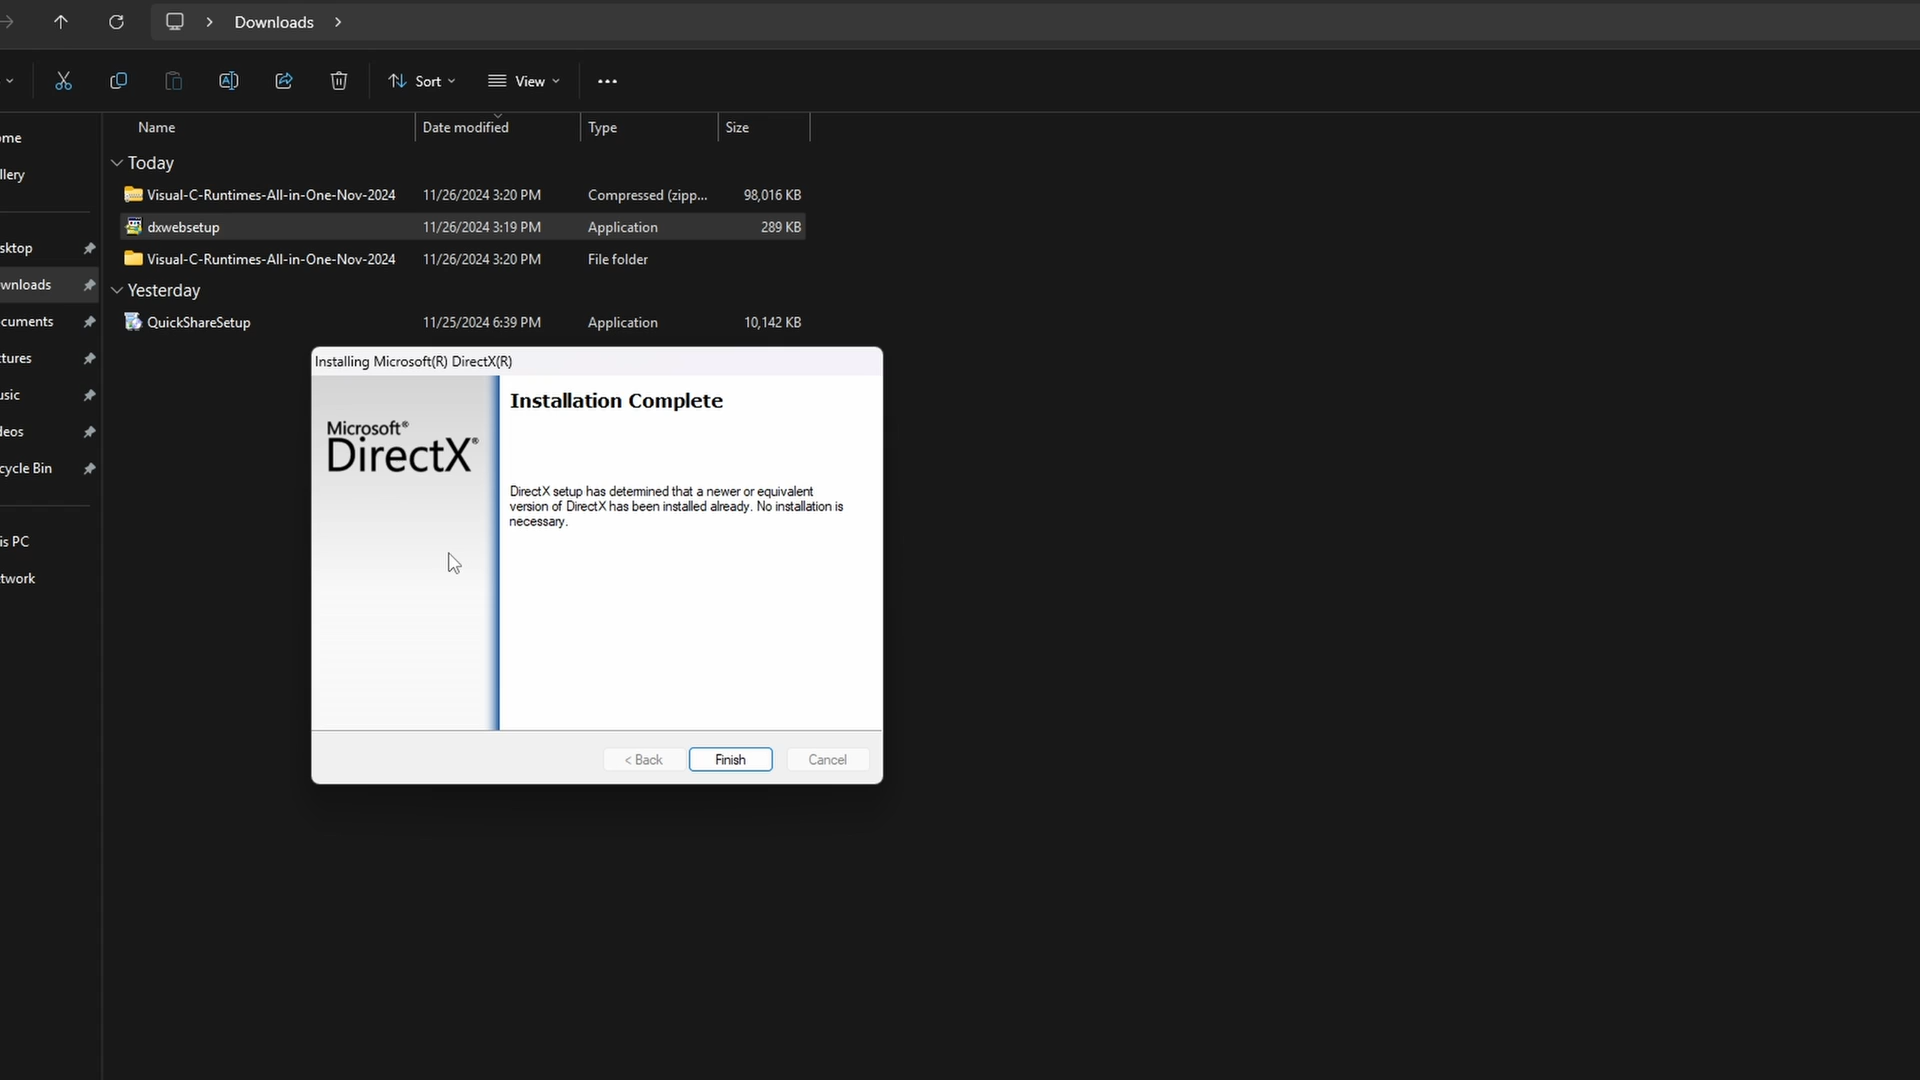 Downloads
Sort
View
Name Date modified Type Size
Today
Visual-C-Runtimes-All-in-One-Nov-2024 11/26/2024 3:20 PM Compressed (zipp... 98,016 KB
dxwebsetup 11/26/2024 3:19 PM Application 289 KB
Visual-C-Runtimes-All-in-One-Nov-2024 11/26/2024 3:20 PM File folder
Yesterday
QuickShareSetup 11/25/2024 6:39 PM Application 10,142 KB
ome
llery
sktop
wnloads
cuments
ctures
usic
deos
cycle Bin
is PC
twork
Installing Microsoft(R) DirectX(R)
Microsoft®
DirectX®
Installation Complete
DirectX setup has determined that a newer or equivalent
version of DirectX has been installed already. No installation is
necessary.
< Back Finish Cancel